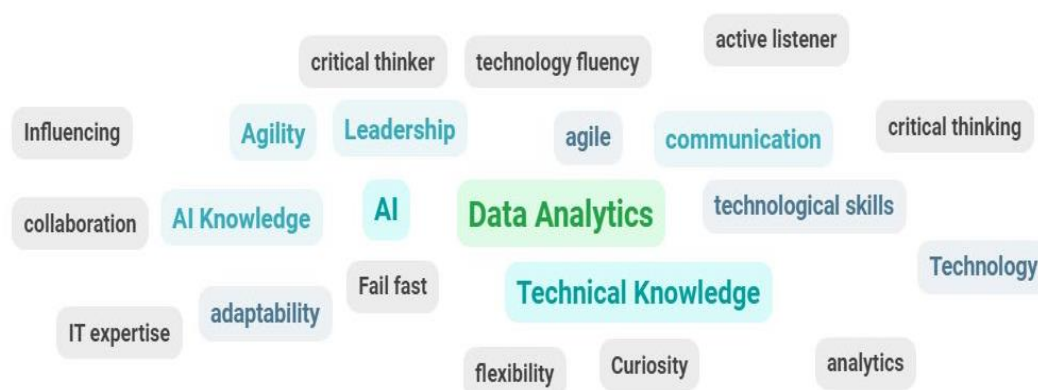 active listener
critical thinker
technology fluency
Influencing
Agility
Leadership
agile
communication
critical thinking
collaboration
AI Knowledge
AI
Data Analytics
technological skills
Technology
IT expertise
adaptability
Fail fast
Technical Knowledge
flexibility
Curiosity
analytics